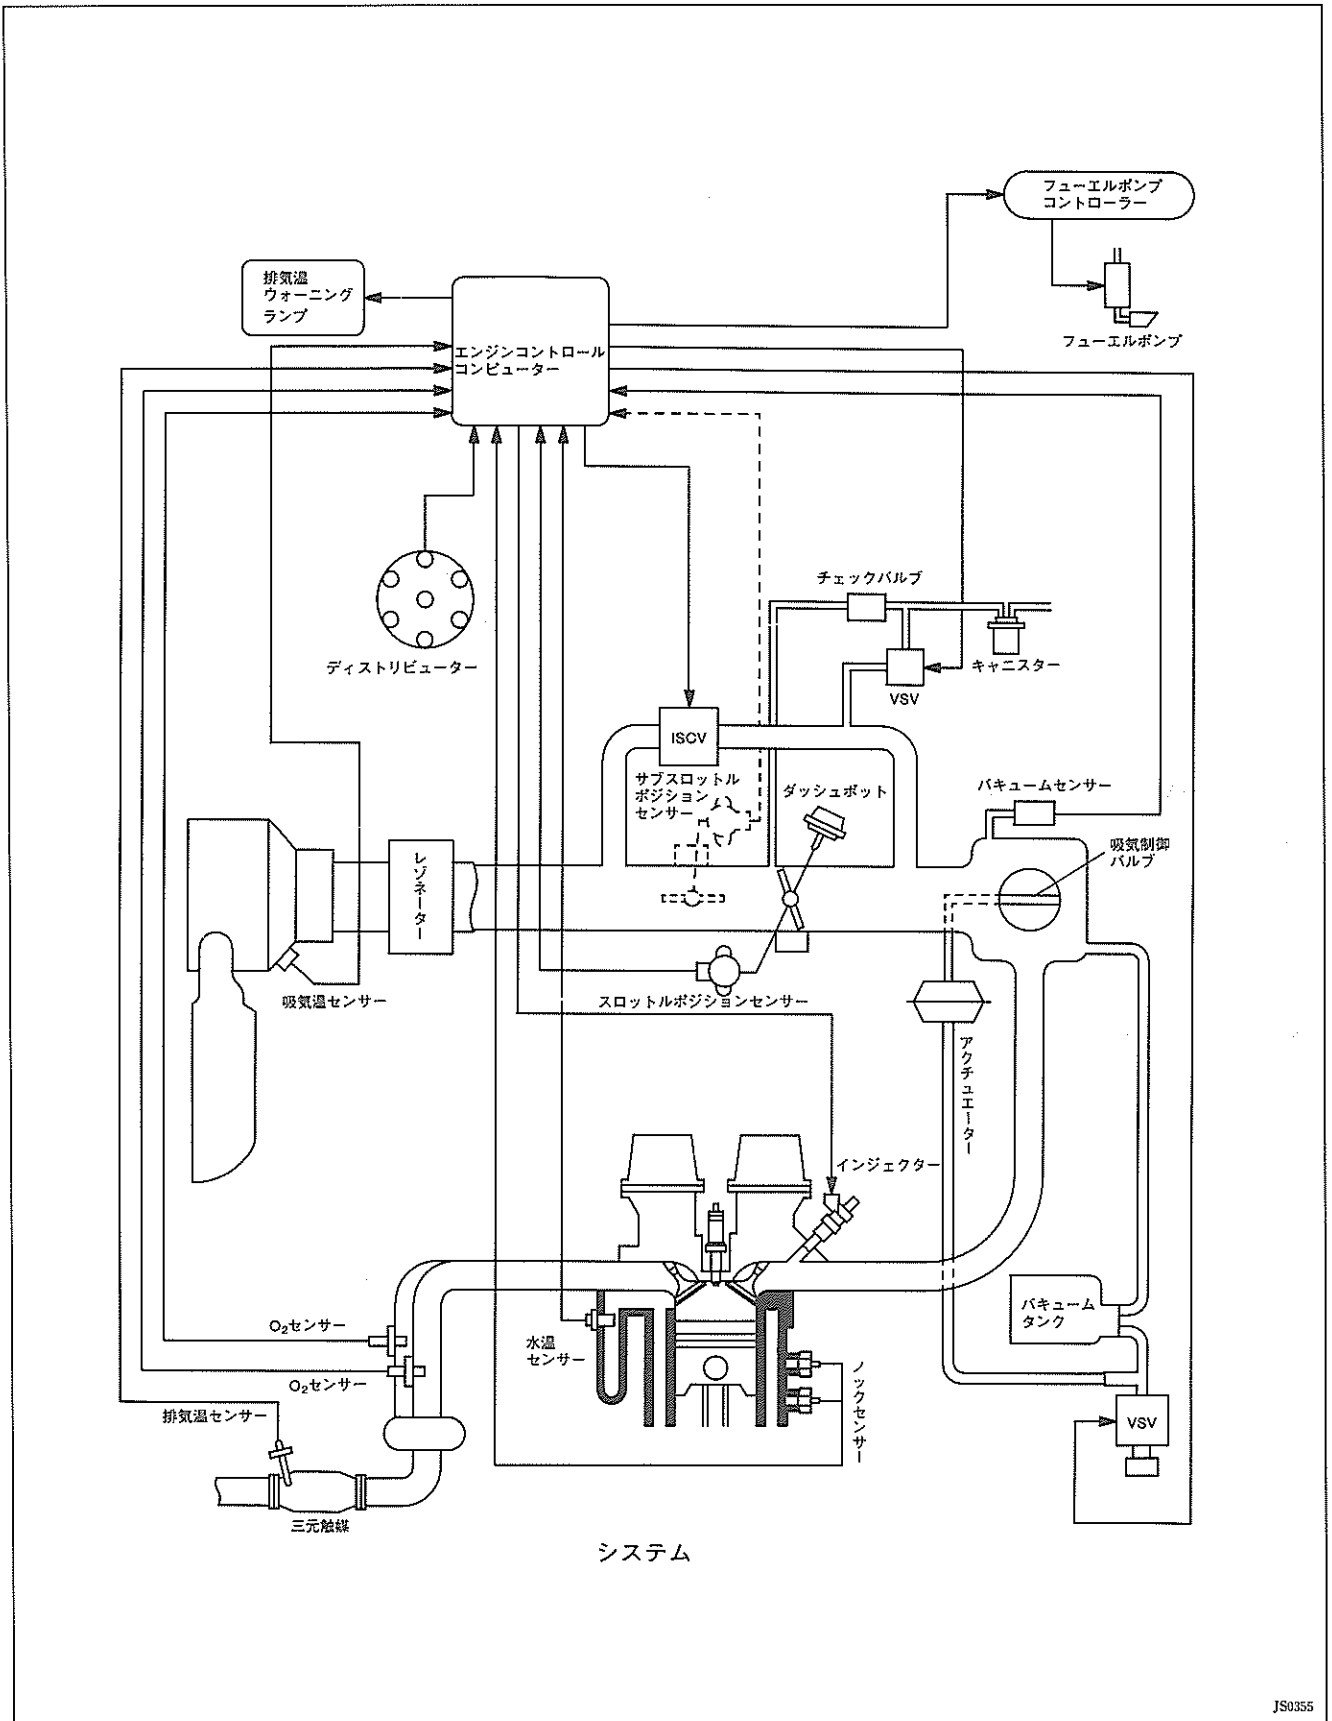 フューエルポンプ
コントローラー
排気温
ウォーニング
ランプ
フューエルポンプ
エンジンコントロール
コンピューター
チェックバルブ
ディストリビューター
キャニスター
VSV
ISCV
サブスロットル
ポジション
センサー
ダッシュポット
バキュームセンサー
吸気制御
バルブ
レゾネーター
吸気温センサー
スロットルポジションセンサー
アクチュエーター
インジェクター
バキューム
タンク
O₂センサー
水温
センサー
O₂センサー
ノックセンサー
排気温センサー
VSV
三元触媒
システム
JS0355